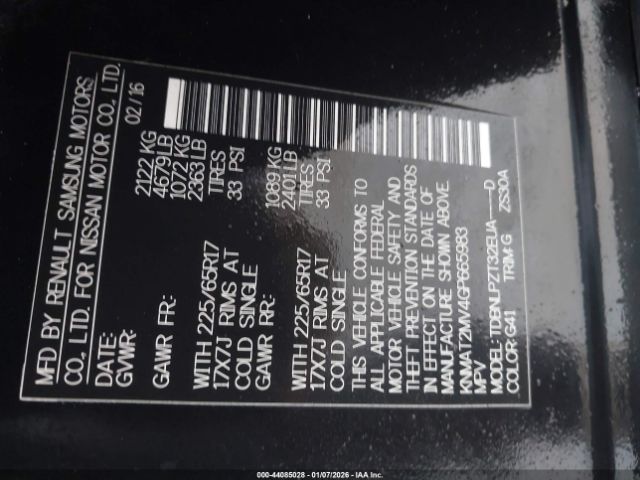 MFD BY RENAULT SAMSUNG MOTORS
CO., LTD. FOR NISSAN MOTOR CO., LTD.
DATE: 02/16
GVWR: 2122 KG
4679 LB
GAWR FR: 1072 KG
2363 LB
WITH 225/65R17 TIRES
17X7J RIMS AT 33 PSI
COLD SINGLE
GAWR RR: 1089 KG
2401 LB
WITH 225/65R17 TIRES
17X7J RIMS AT 33 PSI
COLD SINGLE
THIS VEHICLE CONFORMS TO
ALL APPLICABLE FEDERAL
MOTOR VEHICLE SAFETY AND
THEFT PREVENTION STANDARDS
IN EFFECT ON THE DATE OF
MANUFACTURE SHOWN ABOVE.
KNMAT2MV4GP665983
MPV
MODEL: TDBNLPZT32EUA-----D
COLOR: G41 TRIM: G ZS30A
000-44085028 - 01/07/2026 - IAA Inc.